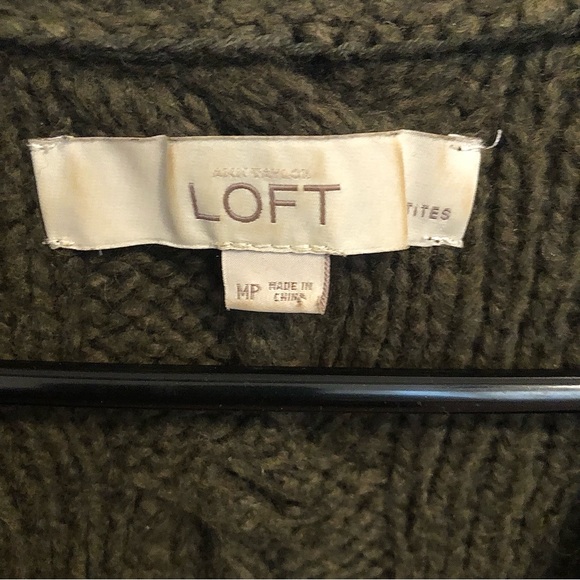 ANN TAYLOR
LOFT
TITES
MP
MADE IN
CHINA